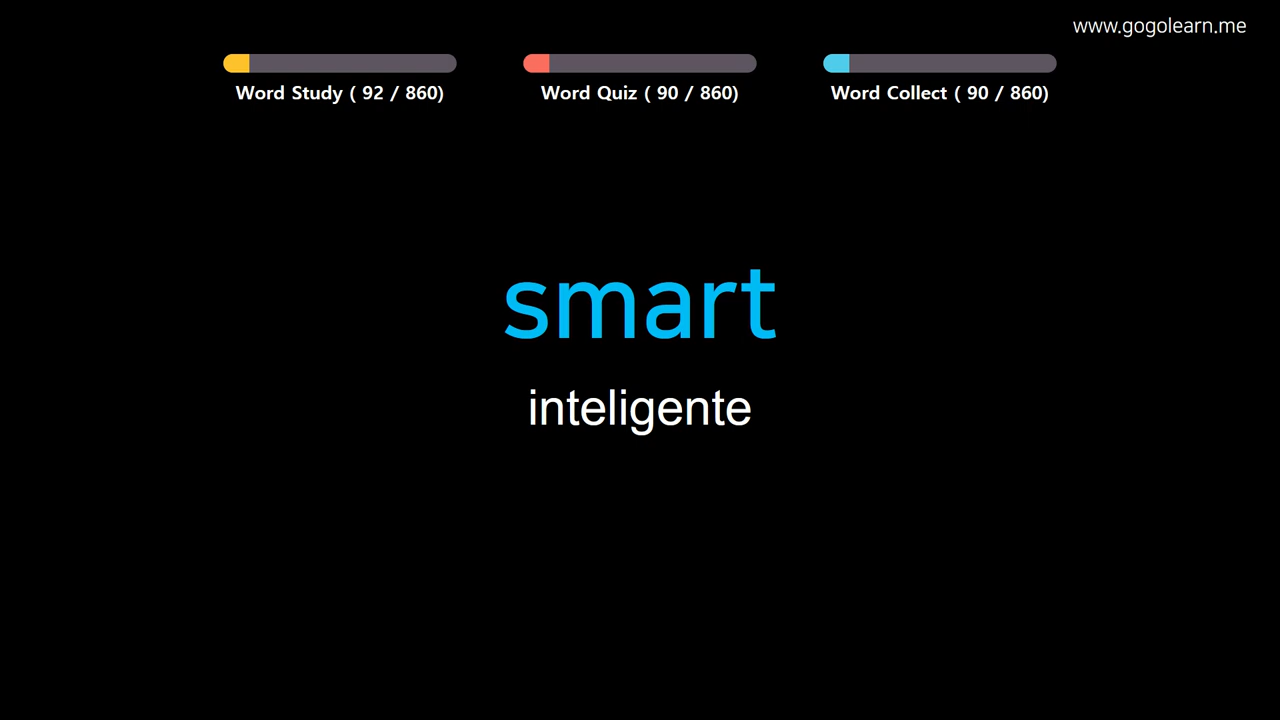 www.gogolearn.me
Word Study ( 92 / 860)
Word Quiz ( 90 / 860)
Word Collect ( 90 / 860)
smart
inteligente